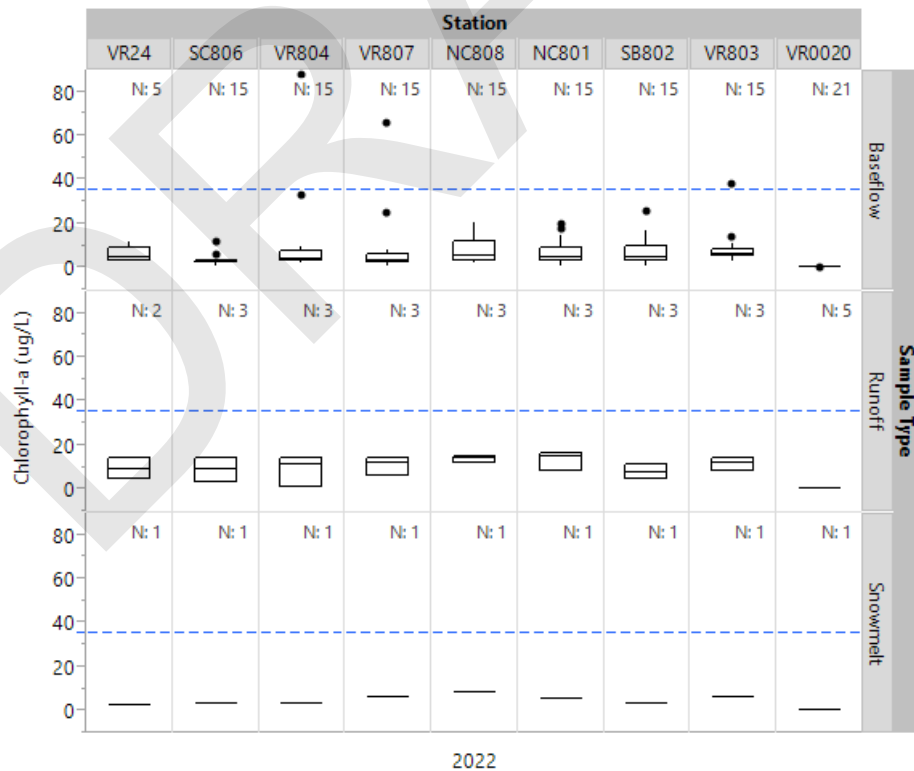 Station
VR24 SC806 VR804 VR807 NC808 NC801 SB802 VR803 VR0020
80 N: 5 N: 15 N: 15 N: 15 N: 15 N: 15 N: 15 N: 15 N: 21
60
40
20
0
Baseflow
80 N: 2 N: 3 N: 3 N: 3 N: 3 N: 3 N: 3 N: 3 N: 5
60
40
20
0
Runoff
80 N: 1 N: 1 N: 1 N: 1 N: 1 N: 1 N: 1 N: 1 N: 1
60
40
20
0
Snowmelt
Chlorophyll-a (ug/L)
Sample Type
2022
DRA